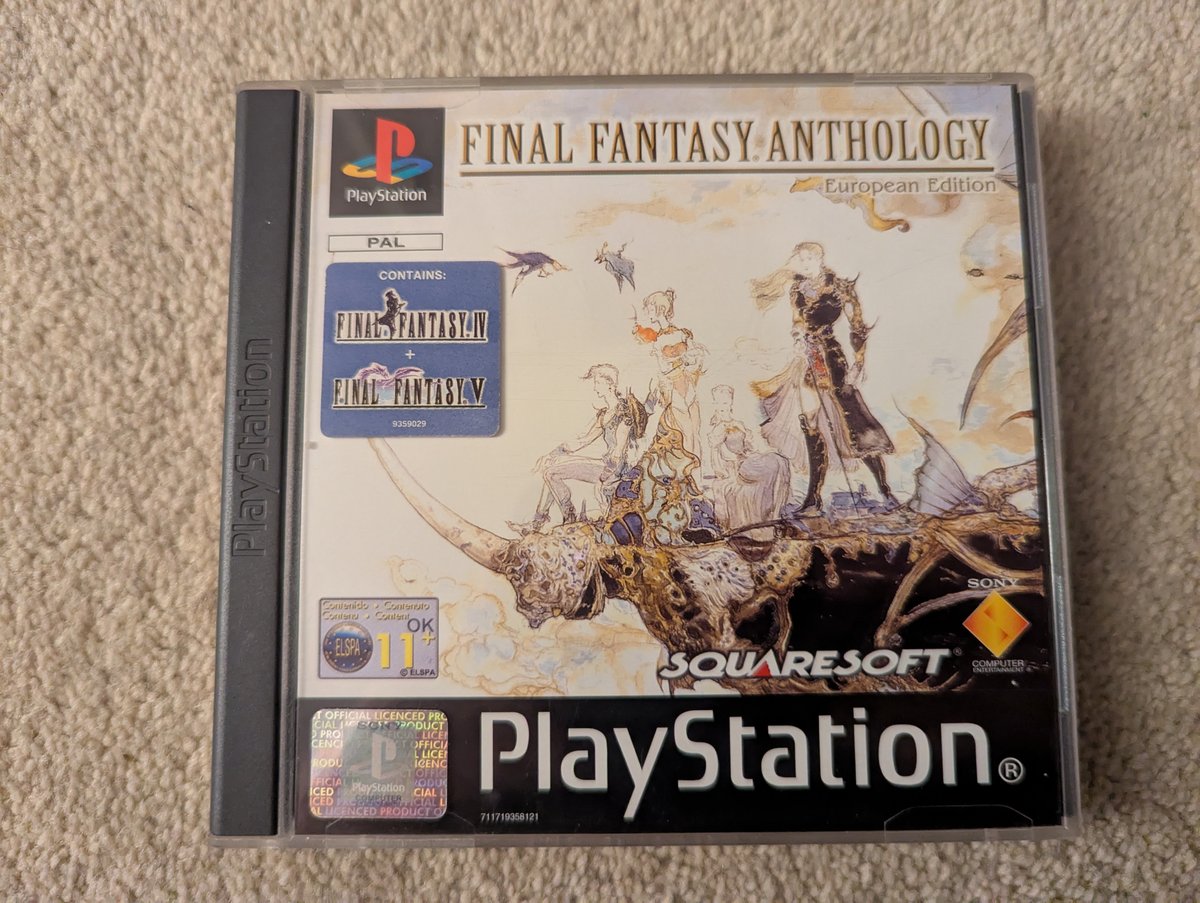 PlayStation
PlayStation
FINAL FANTASY® ANTHOLOGY
European Edition
PAL
CONTAINS:
FINAL FANTASY. IV
+
FINAL FANTASY. V
9359029
Contenido • Contenuto
Contenu • Content
ELSPA
OK
11+
© ELSPA
SONY
COMPUTER
ENTERTAINMENT ®
SQUARESOFT®
OFFICIAL LICENCED PRODUCT
PlayStation
PlayStation®
711719358121